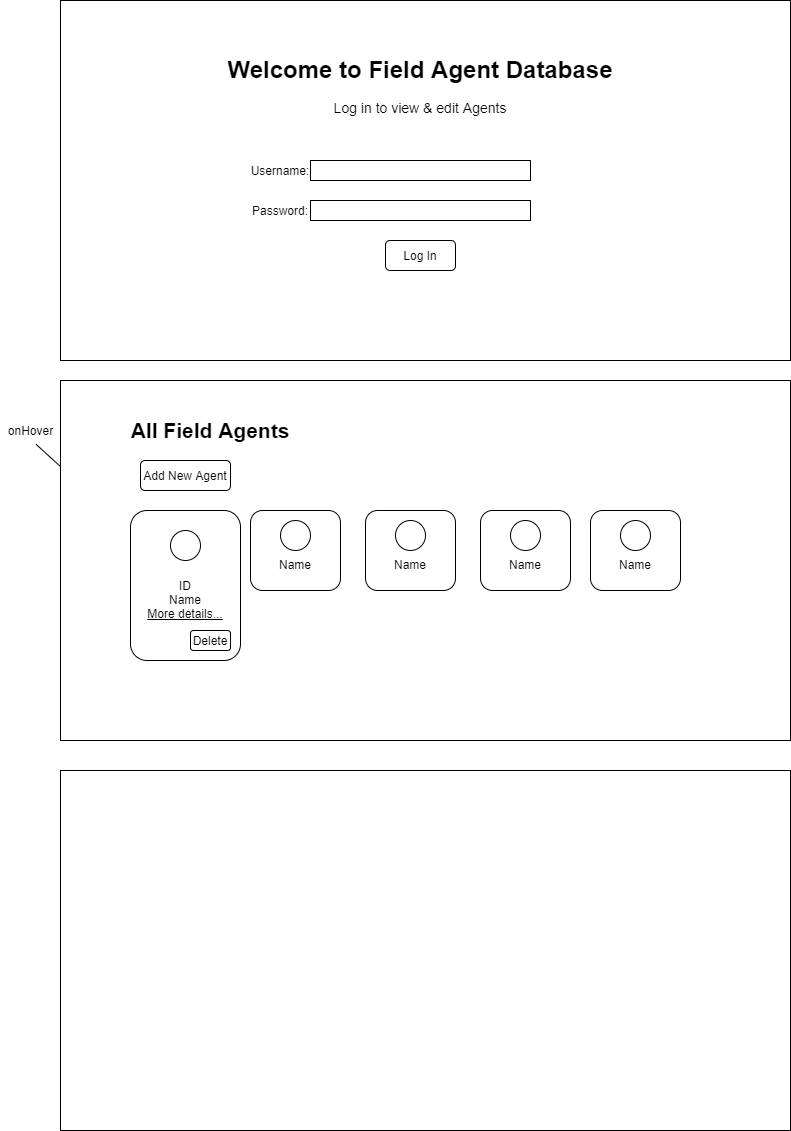 Welcome to Field Agent Database
Log in to view & edit Agents
Username:
Password:
Log In
onHover
All Field Agents
Add New Agent
ID
Name
More details...
Delete
Name
Name
Name
Name